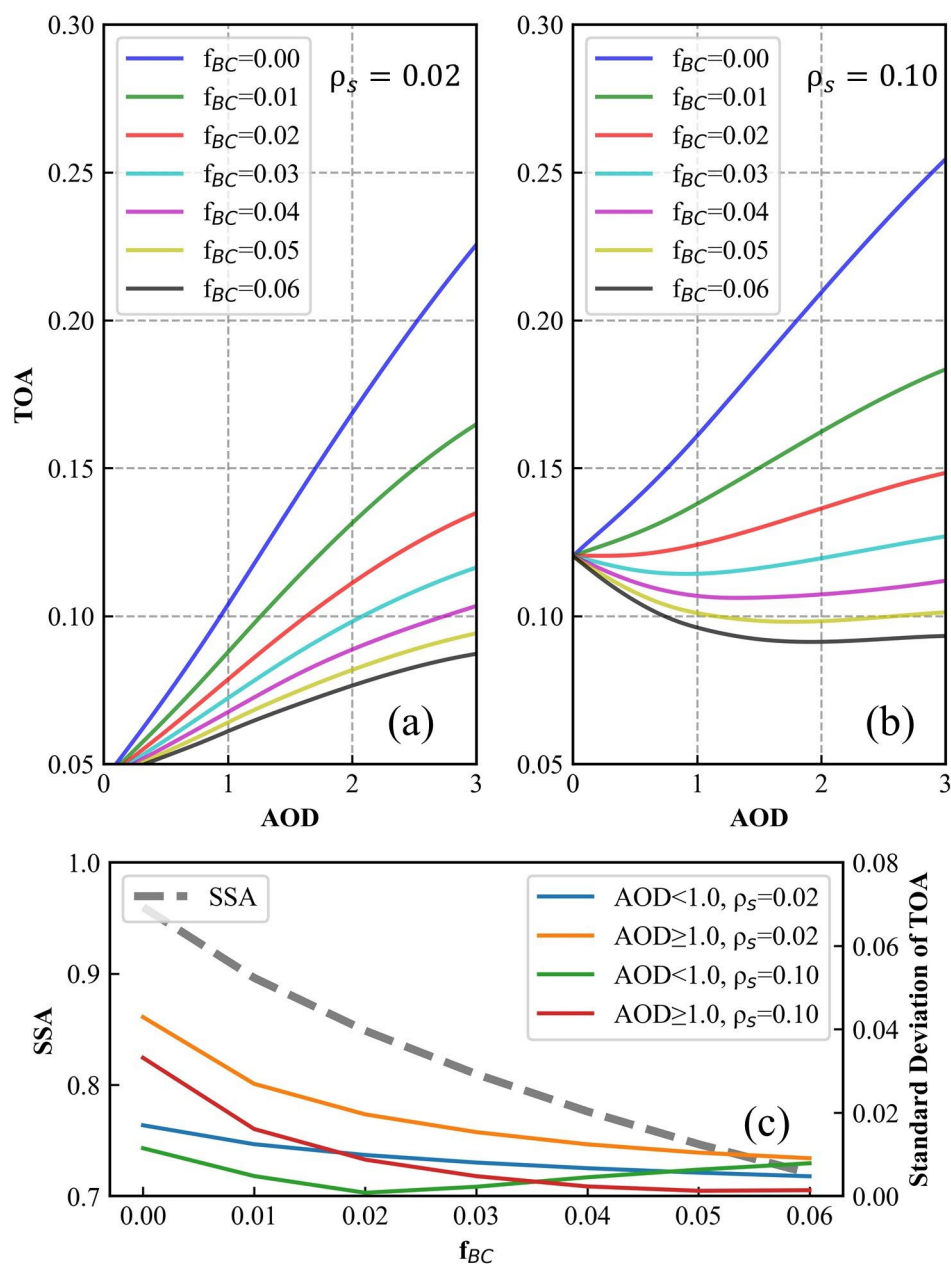 0.30
f_BC=0.00
f_BC=0.01
f_BC=0.02
f_BC=0.03
f_BC=0.04
f_BC=0.05
f_BC=0.06
ρ_s = 0.02
0.25
0.20
0.15
0.10
0.05
TOA
(a)
0 1 2 3
AOD
0.30
f_BC=0.00
f_BC=0.01
f_BC=0.02
f_BC=0.03
f_BC=0.04
f_BC=0.05
f_BC=0.06
ρ_s = 0.10
0.25
0.20
0.15
0.10
0.05
(b)
0 1 2 3
AOD
1.0
0.9
0.8
0.7
SSA
SSA
AOD<1.0, ρ_s=0.02
AOD≥1.0, ρ_s=0.02
AOD<1.0, ρ_s=0.10
AOD≥1.0, ρ_s=0.10
(c)
0.08
0.06
0.04
0.02
0.00
Standard Deviation of TOA
0.00 0.01 0.02 0.03 0.04 0.05 0.06
f_BC